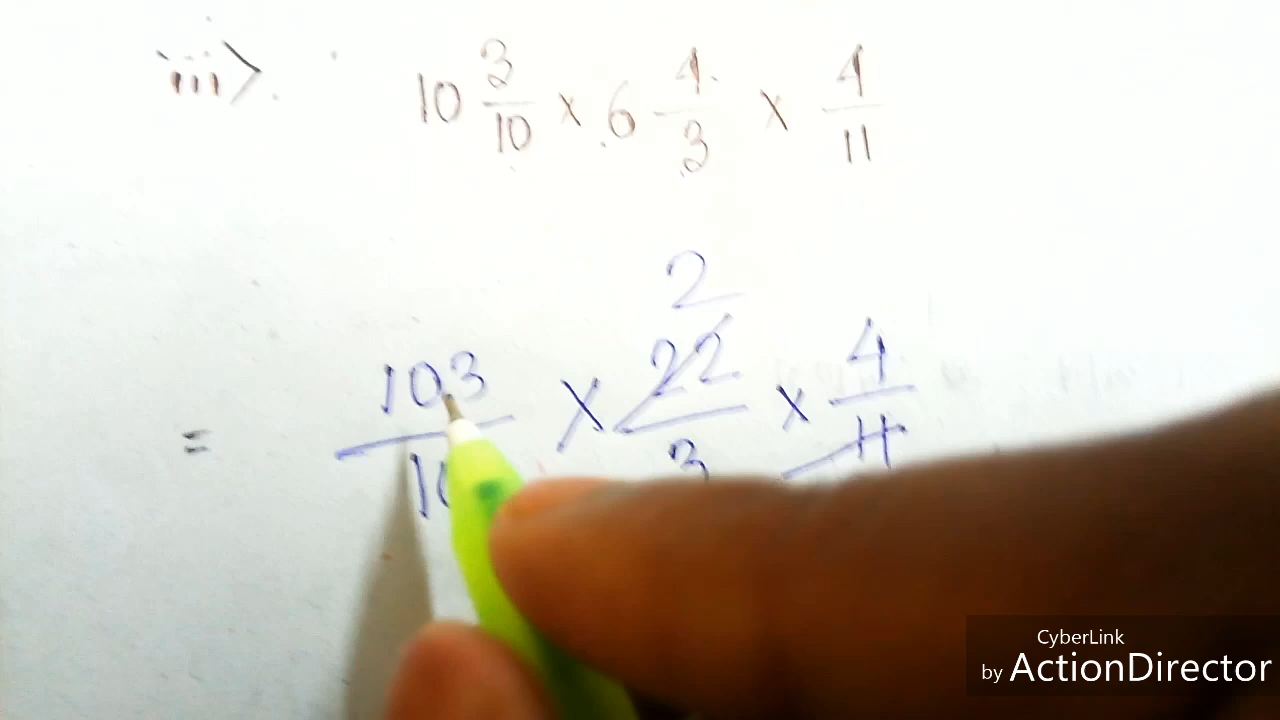 iii> 10 3/10 × 6 4/3 × 4/11
2
= 103/10 × 22/3 × 4/11
CyberLink
by ActionDirector